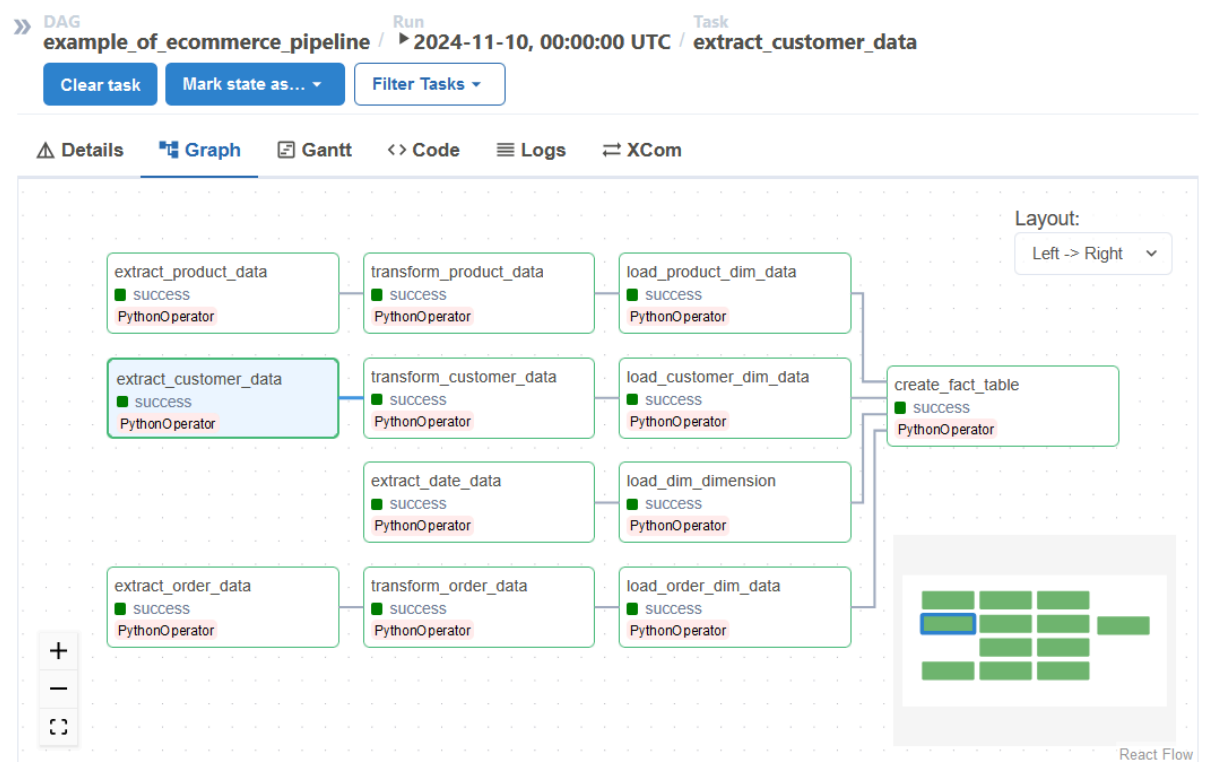 DAG
Run
Task
example_of_ecommerce_pipeline / 2024-11-10, 00:00:00 UTC / extract_customer_data
Clear task
Mark state as...
Filter Tasks
Details
Graph
Gantt
Code
Logs
XCom
Layout:
Left -> Right
extract_product_data
success
PythonOperator
transform_product_data
success
PythonOperator
load_product_dim_data
success
PythonOperator
extract_customer_data
success
PythonOperator
transform_customer_data
success
PythonOperator
load_customer_dim_data
success
PythonOperator
create_fact_table
success
PythonOperator
extract_date_data
success
PythonOperator
load_dim_dimension
success
PythonOperator
extract_order_data
success
PythonOperator
transform_order_data
success
PythonOperator
load_order_dim_data
success
PythonOperator
React Flow